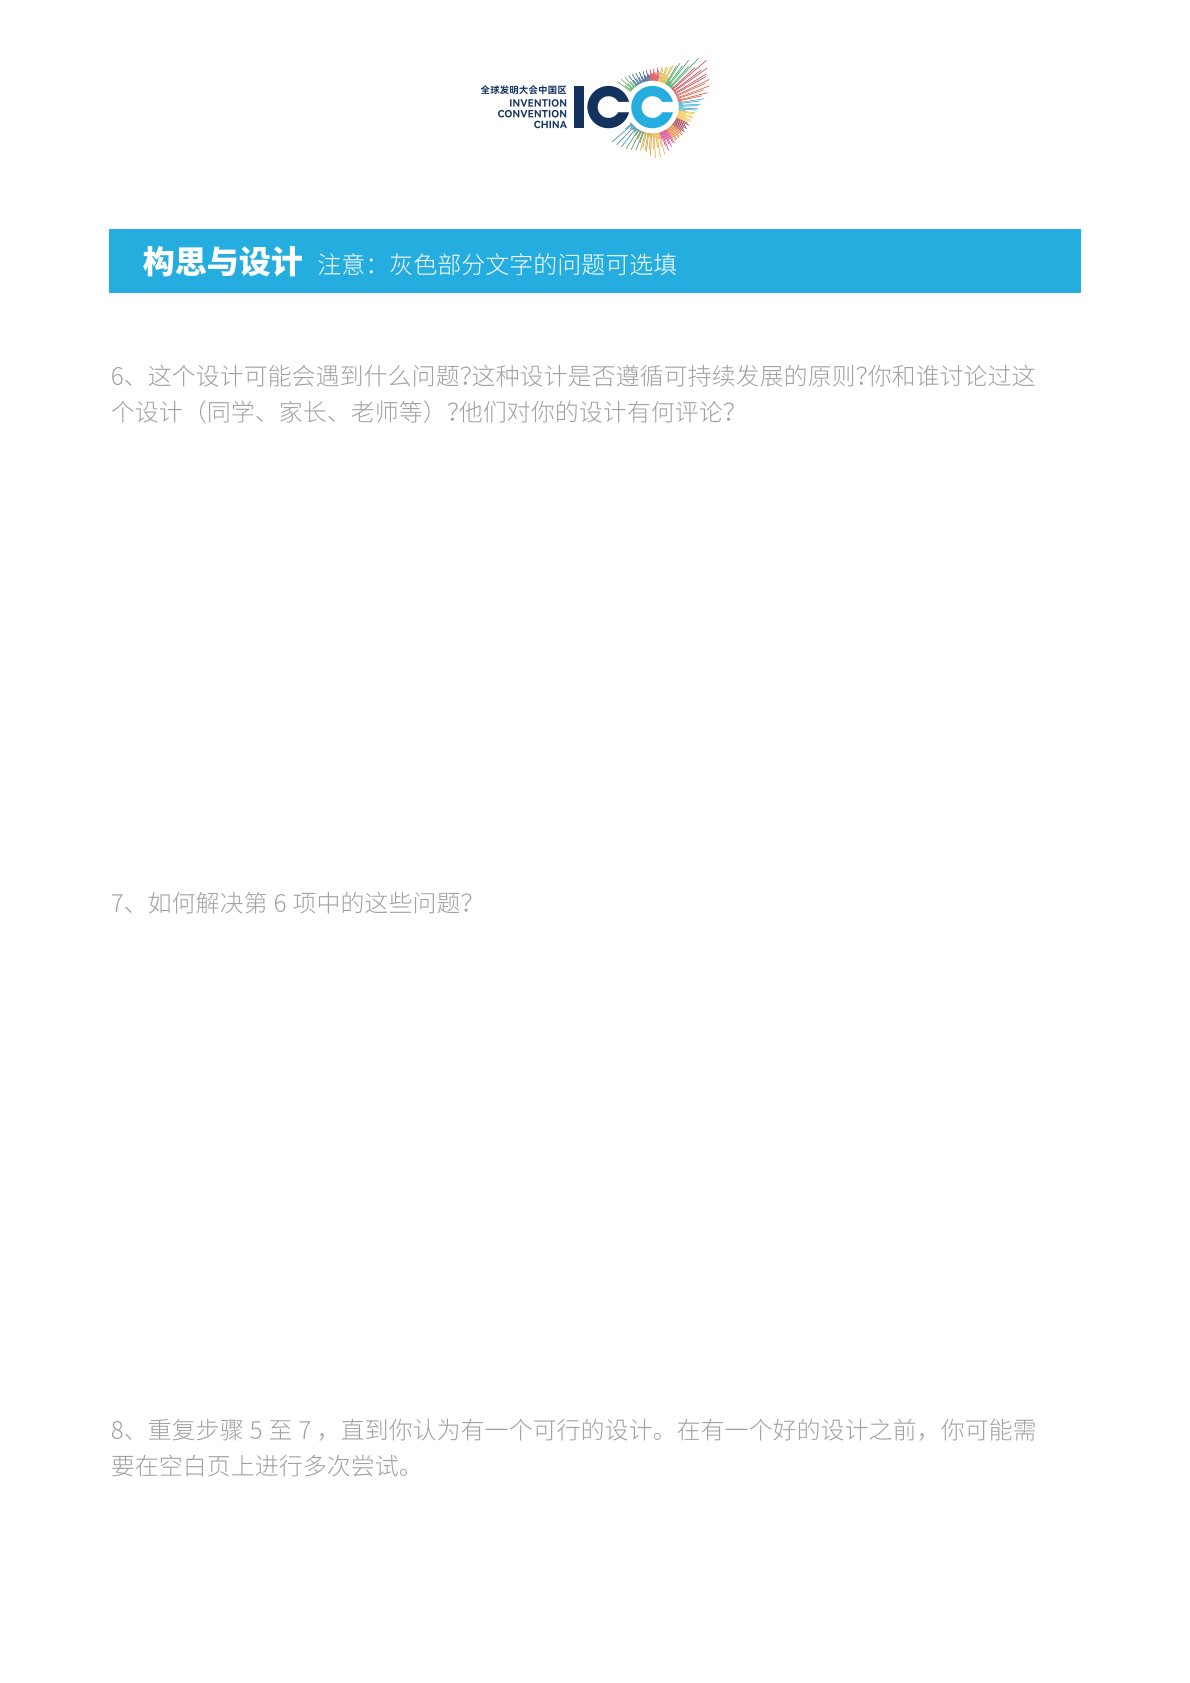 全球发明大会中国区
INVENTION
CONVENTION
CHINA
ICC
构思与设计 注意：灰色部分文字的问题可选填
6、这个设计可能会遇到什么问题?这种设计是否遵循可持续发展的原则?你和谁讨论过这
个设计（同学、家长、老师等）?他们对你的设计有何评论?
7、如何解决第 6 项中的这些问题?
8、重复步骤 5 至 7 ，直到你认为有一个可行的设计。在有一个好的设计之前，你可能需
要在空白页上进行多次尝试。